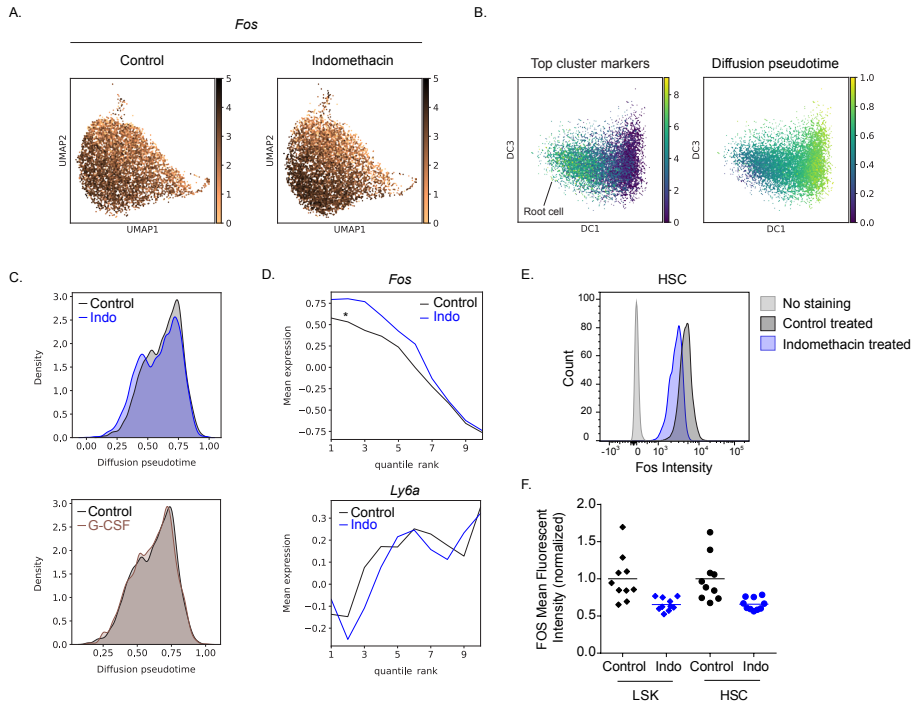 A.
Fos
Control
Indomethacin
UMAP2
UMAP1
5
4
3
2
1
0
UMAP2
UMAP1
5
4
3
2
1
0
B.
Top cluster markers
Diffusion pseudotime
DC3
Root cell
DC1
8
6
4
2
0
DC3
DC1
1.0
0.8
0.6
0.4
0.2
0.0
C.
Control
Indo
Density
3.0
2.5
2.0
1.5
1.0
0.5
0.0
0,00 0,25 0,50 0,75 1,00
Diffusion pseudotime
Control
G-CSF
Density
3.0
2.5
2.0
1.5
1.0
0.5
0.0
0,00 0,25 0,50 0,75 1,00
Diffusion pseudotime
D.
Fos
Control
Indo
*
Mean expression
0.75
0.50
0.25
0.00
−0.25
−0.50
−0.75
1 3 5 7 9
quantile rank
Ly6a
Control
Indo
Mean expression
0.3
0.2
0.1
0.0
−0.1
−0.2
1 3 5 7 9
quantile rank
E.
HSC
No staining
Control treated
Indomethacin treated
Count
100
80
60
40
20
0
-10³ 0 10³ 10⁴ 10⁵
Fos Intensity
F.
FOS Mean Fluorescent
Intensity (normalized)
2.0
1.5
1.0
0.5
0.0
Control Indo Control Indo
LSK HSC